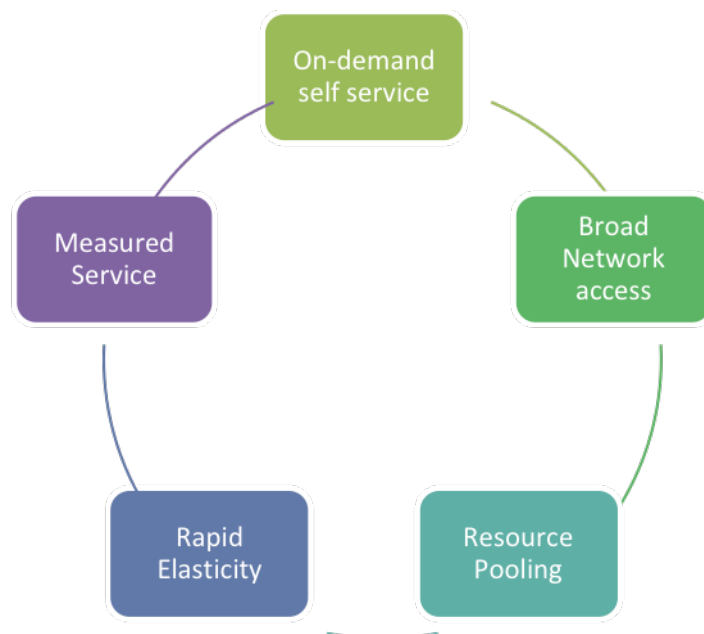 On-demand
self service
Broad
Network
access
Resource
Pooling
Rapid
Elasticity
Measured
Service